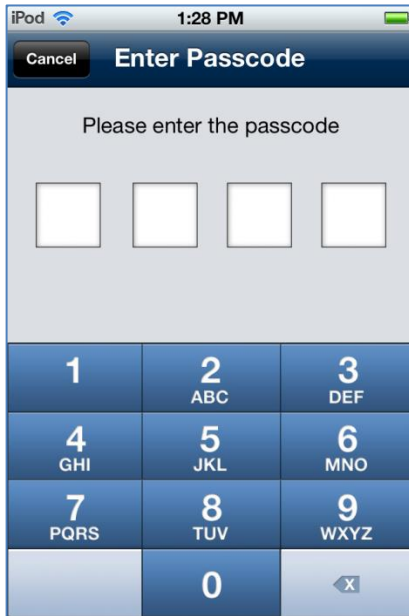 iPod 1:28 PM
Cancel Enter Passcode
Please enter the passcode
1 2 3
ABC DEF
4 5 6
GHI JKL MNO
7 8 9
PQRS TUV WXYZ
0 X